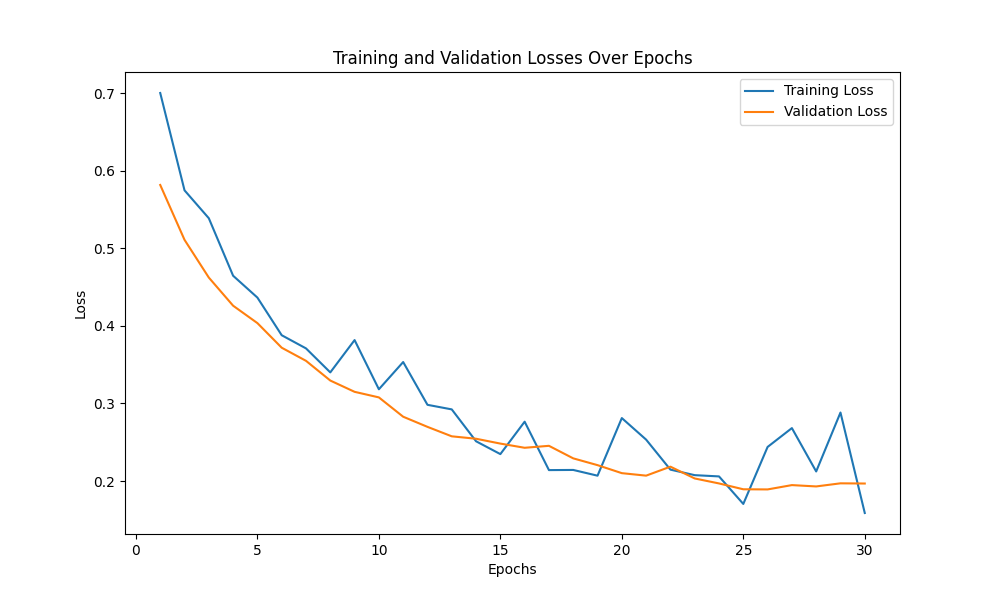 Training and Validation Losses Over Epochs
Training Loss
Validation Loss
Loss
0.7
0.6
0.5
0.4
0.3
0.2
0
5
10
15
20
25
30
Epochs